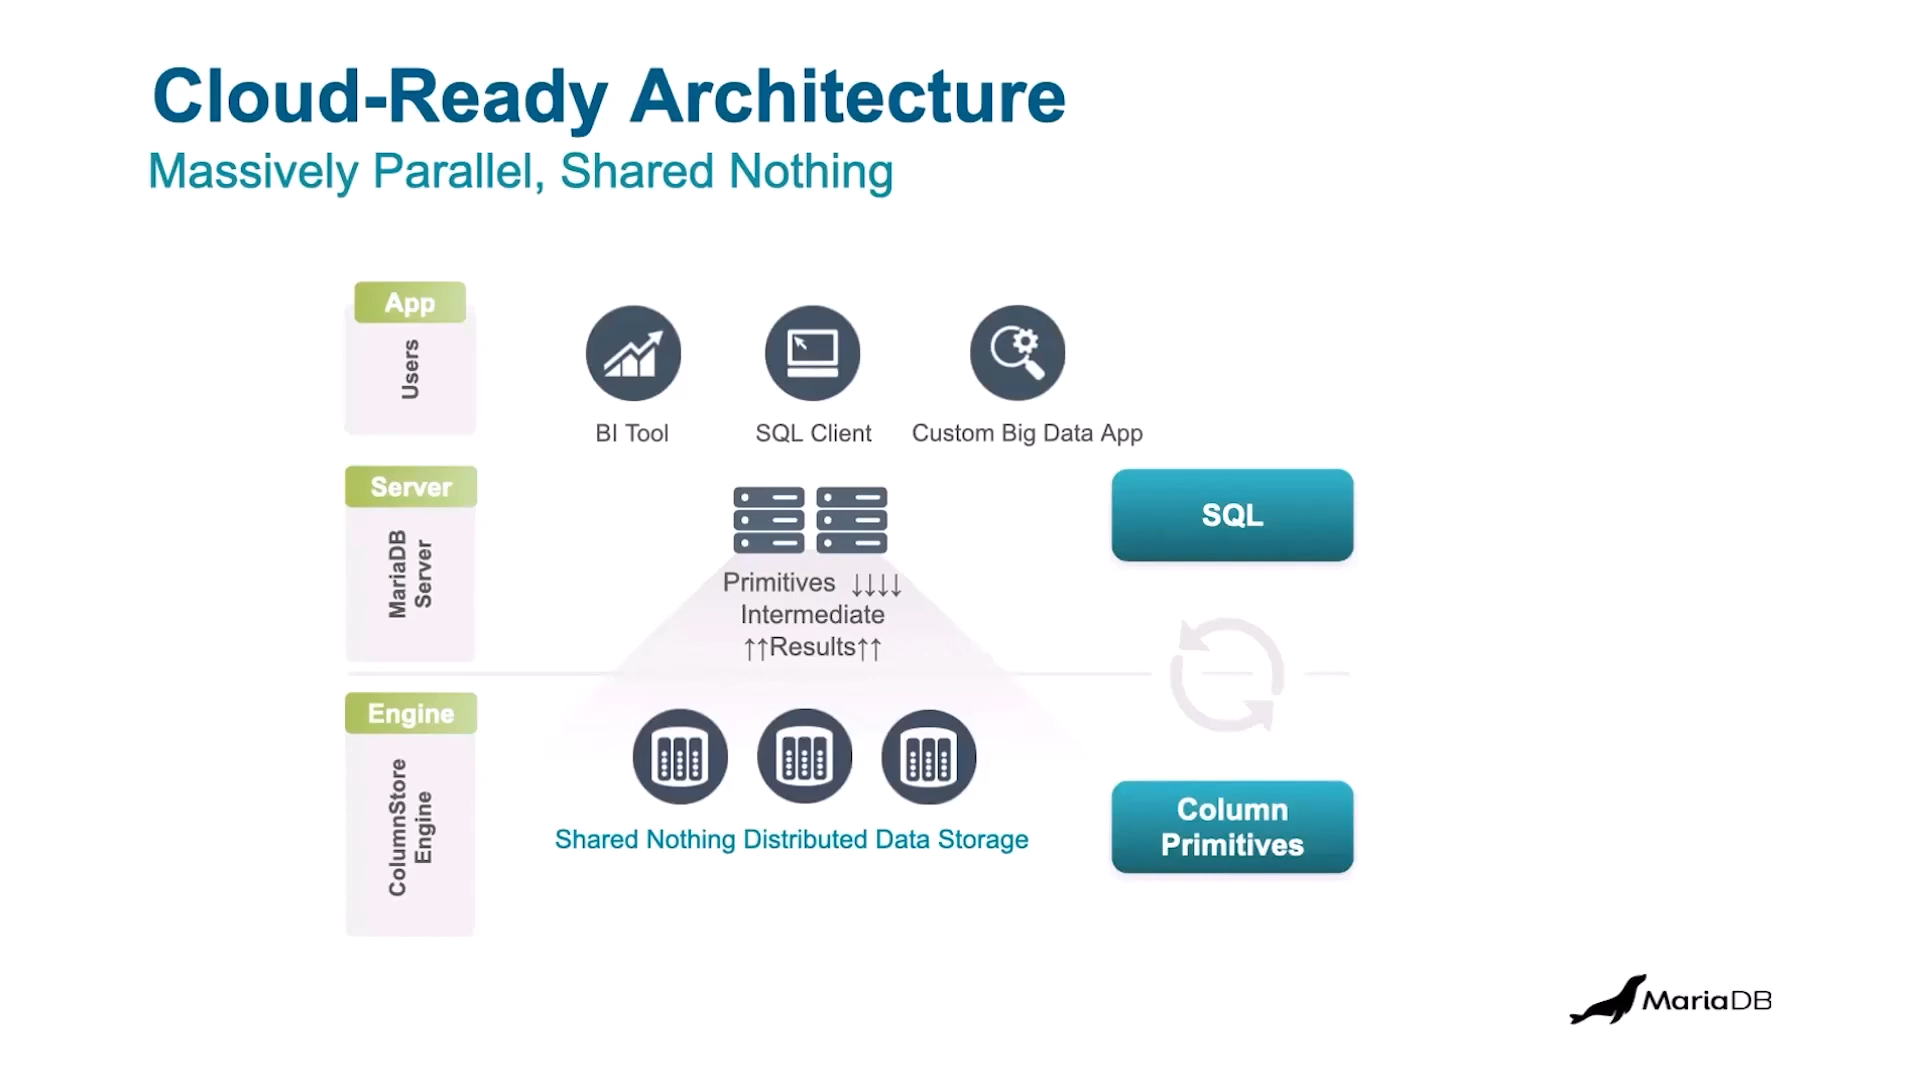 Cloud-Ready Architecture
Massively Parallel, Shared Nothing
App
Users
BI Tool
SQL Client
Custom Big Data App
Server
MariaDB
Server
Primitives ↓↓↓↓
Intermediate
↑↑Results↑↑
SQL
Engine
ColumnStore
Engine
Shared Nothing Distributed Data Storage
Column
Primitives
MariaDB